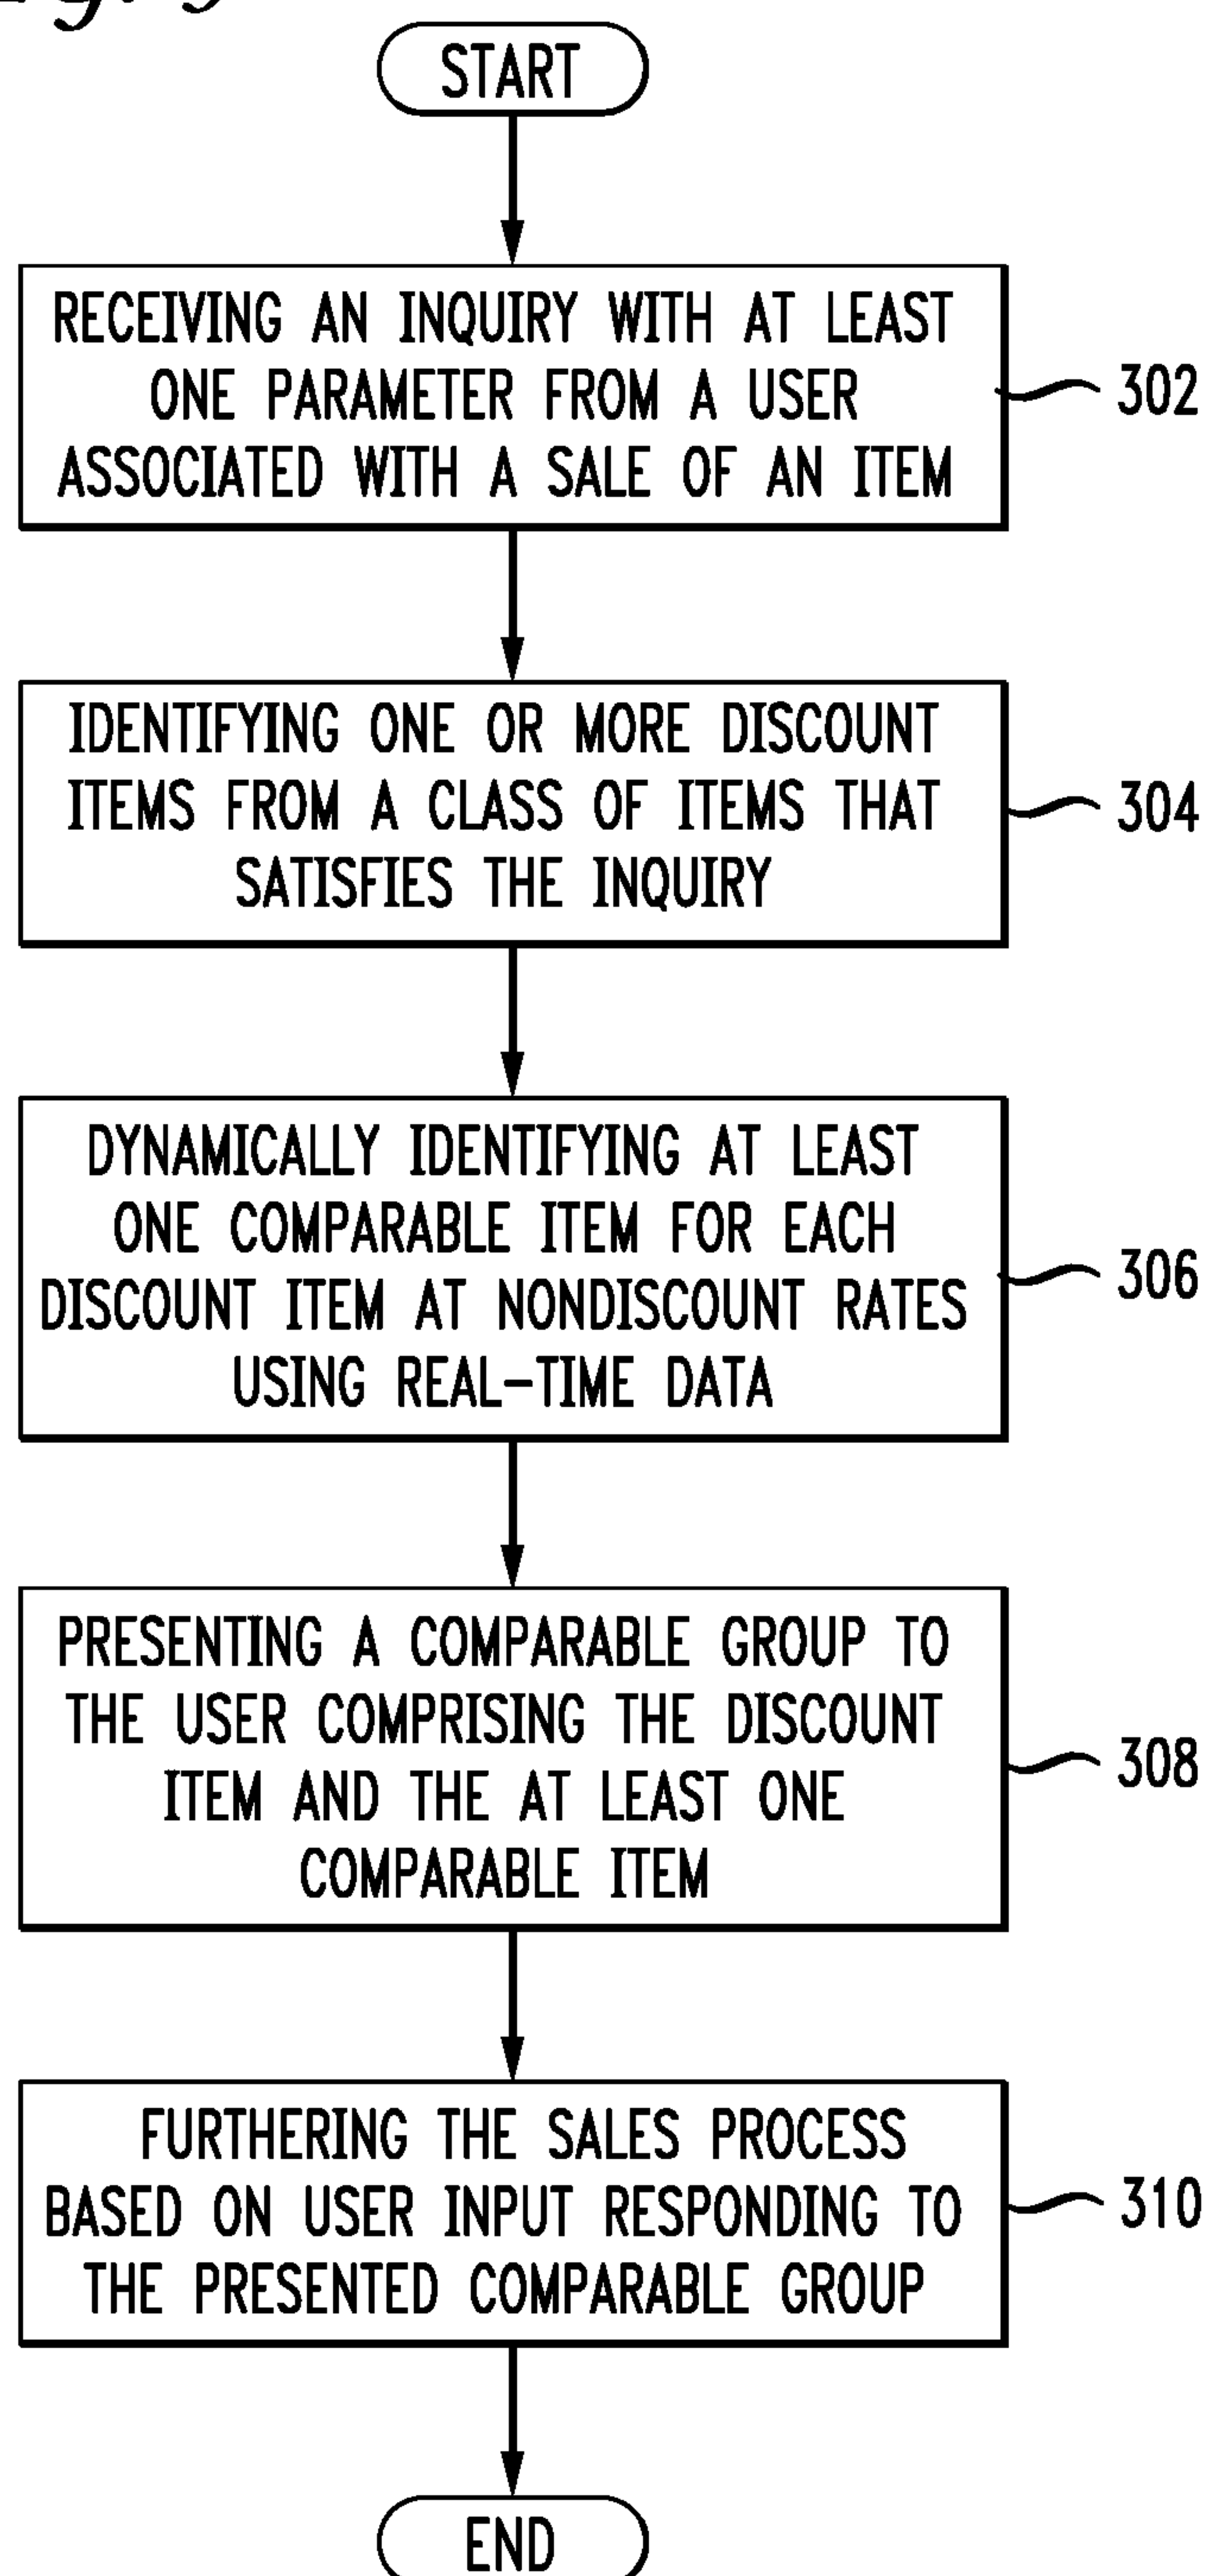 START
RECEIVING AN INQUIRY WITH AT LEAST
ONE PARAMETER FROM A USER
ASSOCIATED WITH A SALE OF AN ITEM
302
IDENTIFYING ONE OR MORE DISCOUNT
ITEMS FROM A CLASS OF ITEMS THAT
SATISFIES THE INQUIRY
304
DYNAMICALLY IDENTIFYING AT LEAST
ONE COMPARABLE ITEM FOR EACH
DISCOUNT ITEM AT NONDISCOUNT RATES
USING REAL-TIME DATA
306
PRESENTING A COMPARABLE GROUP TO
THE USER COMPRISING THE DISCOUNT
ITEM AND THE AT LEAST ONE
COMPARABLE ITEM
308
FURTHERING THE SALES PROCESS
BASED ON USER INPUT RESPONDING TO
THE PRESENTED COMPARABLE GROUP
310
END